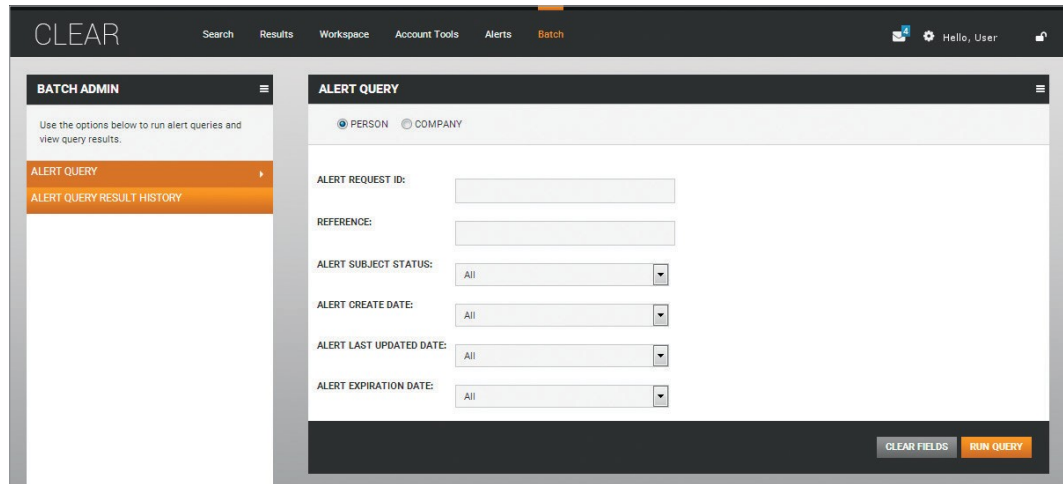 CLEAR
Search Results Workspace Account Tools Alerts Batch
4
Hello, User
BATCH ADMIN
Use the options below to run alert queries and
view query results.
ALERT QUERY
ALERT QUERY RESULT HISTORY
ALERT QUERY
PERSON COMPANY
ALERT REQUEST ID:
REFERENCE:
ALERT SUBJECT STATUS: All
ALERT CREATE DATE: All
ALERT LAST UPDATED DATE: All
ALERT EXPIRATION DATE: All
CLEAR FIELDS RUN QUERY